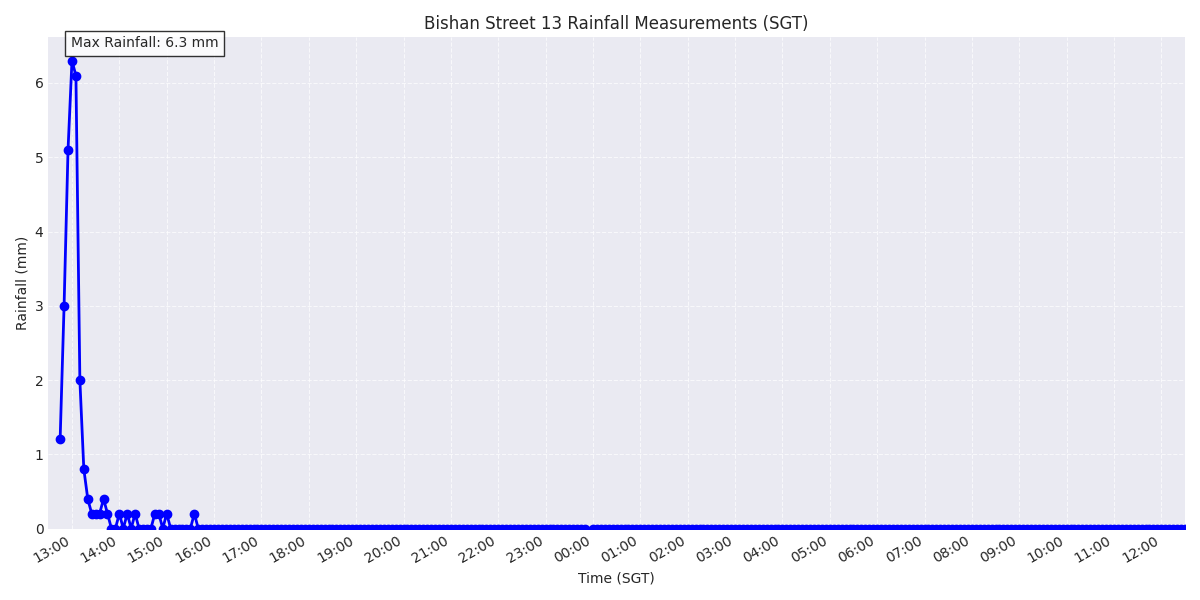 Bishan Street 13 Rainfall Measurements (SGT)
Max Rainfall: 6.3 mm
Rainfall (mm)
6
5
4
3
2
1
0
13:00 14:00 15:00 16:00 17:00 18:00 19:00 20:00 21:00 22:00 23:00 00:00 01:00 02:00 03:00 04:00 05:00 06:00 07:00 08:00 09:00 10:00 11:00 12:00
Time (SGT)